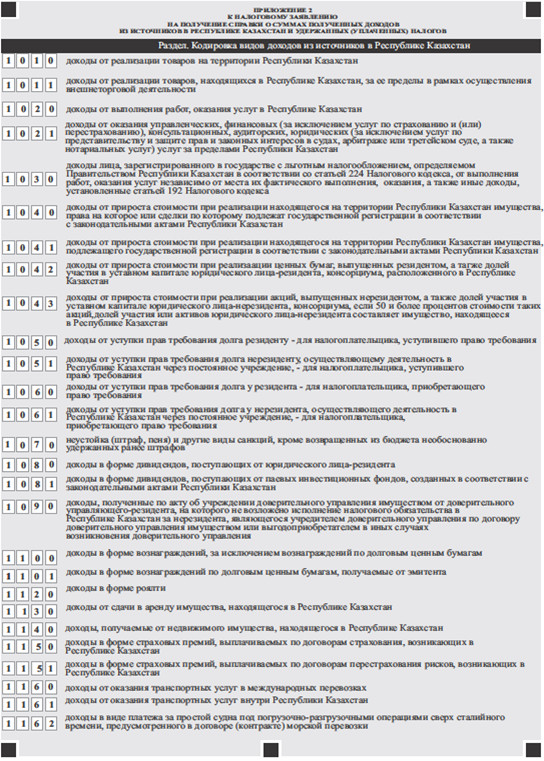 ПРИЛОЖЕНИЕ 2
К НАЛОГОВОМУ ЗАЯВЛЕНИЮ
НА ПОЛУЧЕНИЕ СПРАВКИ О СУММАХ ПОЛУЧЕННЫХ ДОХОДОВ
ИЗ ИСТОЧНИКОВ В РЕСПУБЛИКЕ КАЗАХСТАН И УДЕРЖАННЫХ (УПЛАЧЕННЫХ) НАЛОГОВ
Раздел. Кодировка видов доходов из источников в Республике Казахстан
1010 доходы от реализации товаров на территории Республики Казахстан
1011 доходы от реализации товаров, находящихся в Республике Казахстан, за ее пределы в рамках осуществления
внешнеторговой деятельности
1020 доходы от выполнения работ, оказания услуг в Республике Казахстан
1021 доходы от оказания управленческих, финансовых (за исключением услуг по страхованию и (или)
перестрахованию), консультационных, аудиторских, юридических (за исключением услуг по
представительству и защите прав и законных интересов в судах, арбитраже или третейском суде, а также
нотариальных услуг) услуг за пределами Республики Казахстан
1030 доходы лица, зарегистрированного в государстве с льготным налогообложением, определяемом
Правительством Республики Казахстан в соответствии со статьей 224 Налогового кодекса, от выполнения
работ, оказания услуг независимо от места их фактического выполнения, оказания, а также иные доходы,
установленные статьей 192 Налогового кодекса
1040 доходы от прироста стоимости при реализации находящегося на территории Республики Казахстан имущества,
права на которое или сделки по которому подлежат государственной регистрации в соответствии
с законодательными актами Республики Казахстан
1041 доходы от прироста стоимости при реализации находящегося на территории Республики Казахстан имущества,
подлежащего государственной регистрации в соответствии с законодательными актами Республики Казахстан
1042 доходы от прироста стоимости при реализации ценных бумаг, выпущенных резидентом, а также долей
участия в уставном капитале юридического лица-резидента, консорциума, расположенного в Республике
Казахстан
1043 доходы от прироста стоимости при реализации акций, выпущенных нерезидентом, а также долей участия в
уставном капитале юридического лица-нерезидента, консорциума, если 50 и более процентов стоимости таких
акций,долей участия или активов юридического лица-нерезидента составляет имущество, находящееся
в Республике Казахстан
1050 доходы от уступки прав требования долга резиденту - для налогоплательщика, уступившего право требования
1051 доходы от уступки прав требования долга нерезиденту, осуществляющему деятельность в
Республике Казахстан через постоянное учреждение, - для налогоплательщика, уступившего
право требования
1060 доходы от уступки прав требования долга у резидента - для налогоплательщика, приобретающего
право требования
1061 доходы от уступки прав требования долга у нерезидента, осуществляющего деятельность в
Республике Казахстан через постоянное учреждение, - для налогоплательщика,
приобретающего право требования
1070 неустойка (штраф, пеня) и другие виды санкций, кроме возвращенных из бюджета необоснованно
удержанных ранее штрафов
1080 доходы в форме дивидендов, поступающих от юридического лица-резидента
1081 доходы в форме дивидендов, поступающих от паевых инвестиционных фондов, созданных в соответствии с
законодательными актами Республики Казахстан
1090 доходы, полученные по акту об учреждении доверительного управления имуществом от доверительного
управляющего-резидента, на которого не возложено исполнение налогового обязательства в
Республике Казахстан за нерезидента, являющегося учредителем доверительного управления по договору
доверительного управления имуществом или выгодоприобретателем в иных случаях
возникновения доверительного управления
1100 доходы в форме вознаграждений, за исключением вознаграждений по долговым ценным бумагам
1101 доходы в форме вознаграждений по долговым ценным бумагам, получаемые от эмитента
1120 доходы в форме роялти
1130 доходы от сдачи в аренду имущества, находящегося в Республике Казахстан
1140 доходы, получаемые от недвижимого имущества, находящегося в Республике Казахстан
1150 доходы в форме страховых премий, выплачиваемых по договорам страхования, возникающих в
Республике Казахстан
1151 доходы в форме страховых премий, выплачиваемых по договорам перестрахования рисков, возникающих в
Республике Казахстан
1160 доходы от оказания транспортных услуг в международных перевозках
1161 доходы от оказания транспортных услуг внутри Республики Казахстан
1162 доходы в виде платежа за простой судна под погрузочно-разгрузочными операциями сверх сталийного
времени, предусмотренного в договоре (контракте) морской перевозки